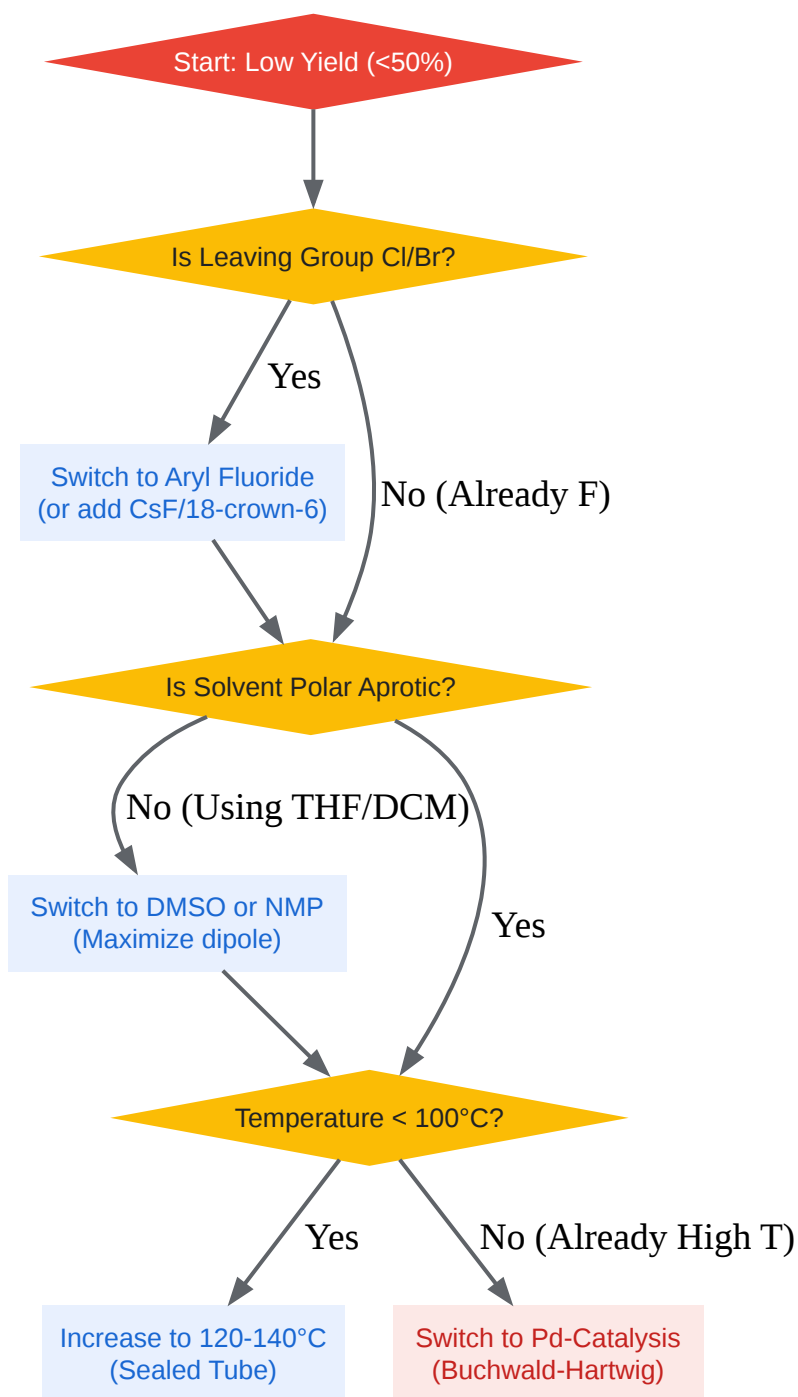 Start: Low Yield (<50%)
Is Leaving Group Cl/Br?
Yes
Switch to Aryl Fluoride
(or add CsF/18-crown-6)
No (Already F)
Is Solvent Polar Aprotic?
No (Using THF/DCM)
Switch to DMSO or NMP
(Maximize dipole)
Yes
Temperature < 100°C?
Yes
No (Already High T)
Increase to 120-140°C
(Sealed Tube)
Switch to Pd-Catalysis
(Buchwald-Hartwig)